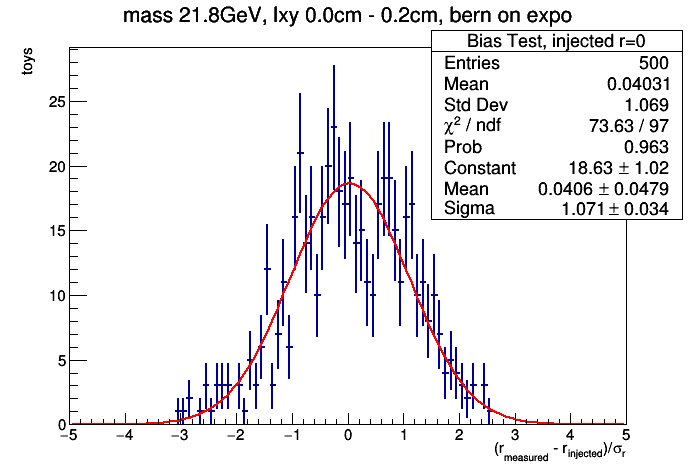 mass 21.8GeV, lxy 0.0cm - 0.2cm, bern on expo
Bias Test, injected r=0
Entries 500
Mean 0.04031
Std Dev 1.069
χ² / ndf 73.63 / 97
Prob 0.963
Constant 18.63 ± 1.02
Mean 0.0406 ± 0.0479
Sigma 1.071 ± 0.034
toys
25
20
15
10
5
0
−5 −4 −3 −2 −1 0 1 2 3 4 5
(r_measured - r_injected)/σ_r